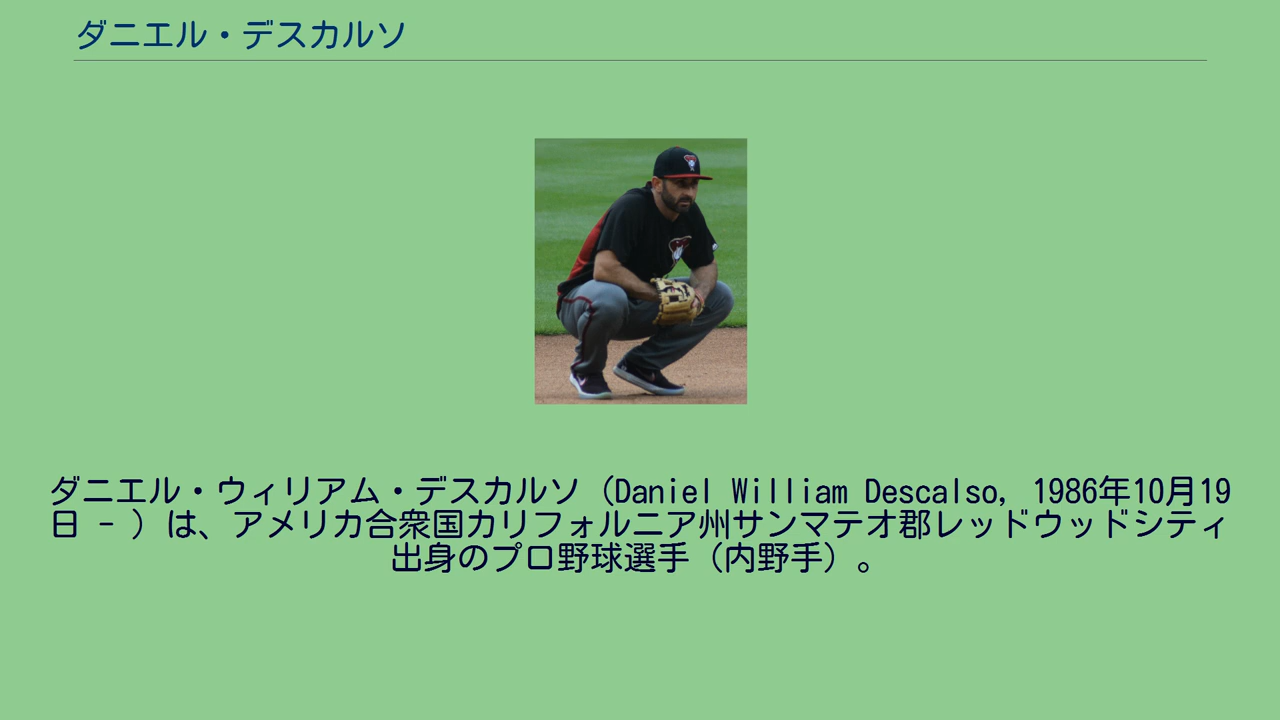 ダニエル・デスカルソ
ダニエル・ウィリアム・デスカルソ（Daniel William Descalso, 1986年10月19
日 - ）は、アメリカ合衆国カリフォルニア州サンマテオ郡レッドウッドシティ
出身のプロ野球選手（内野手）。